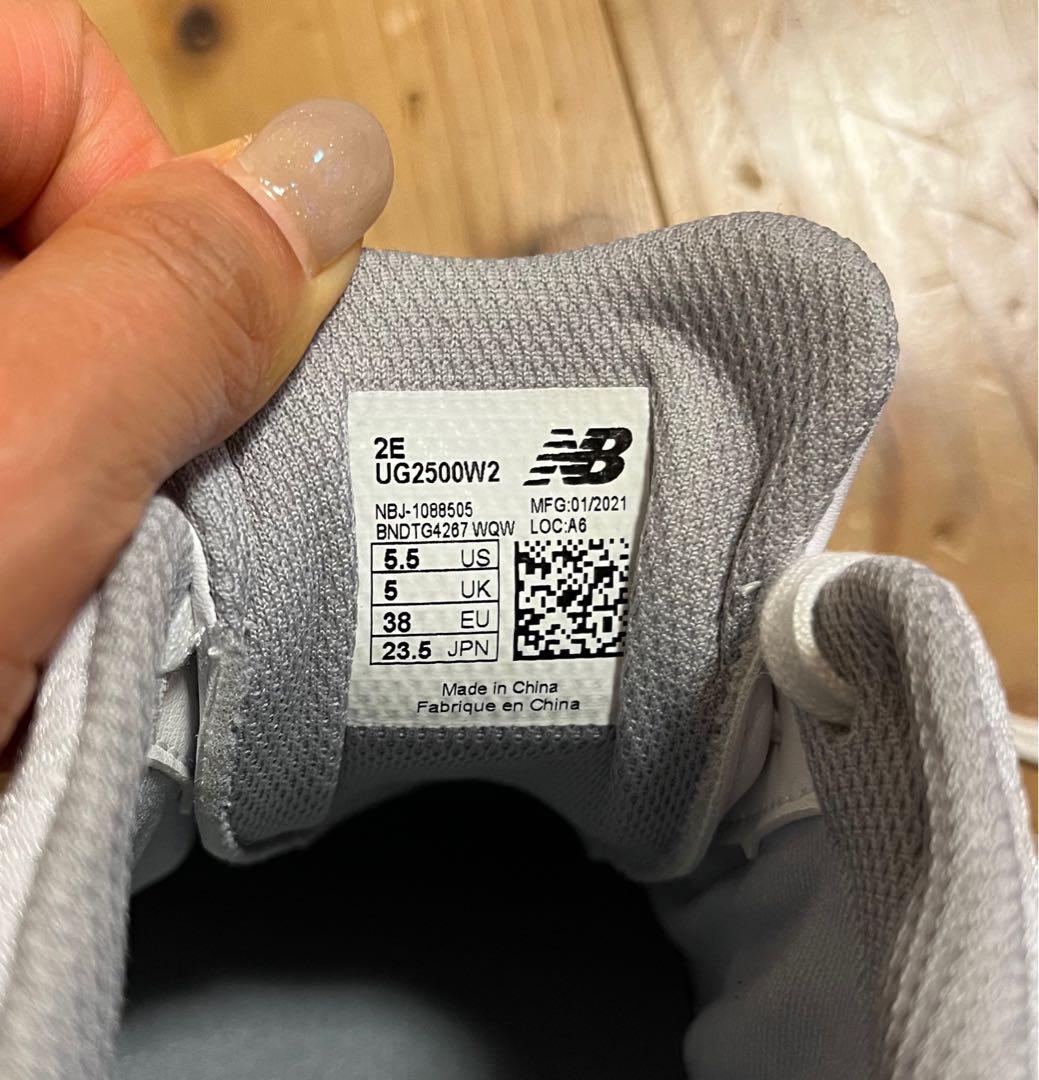 2E
UG2500W2
NB
NBJ-1088505 MFG:01/2021
BNDTG4267 WQW LOC:A6
5.5 US
5 UK
38 EU
23.5 JPN
Made in China
Fabrique en China